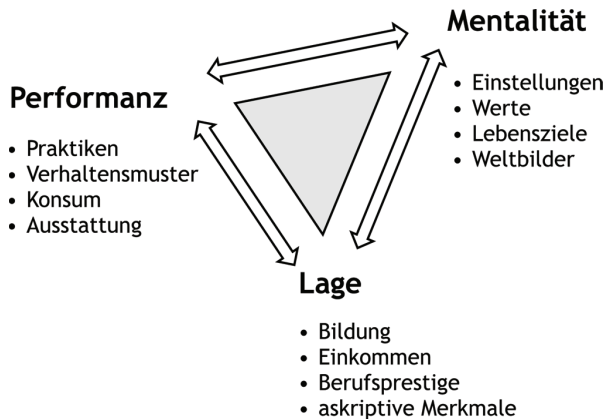 Mentalität
• Einstellungen
• Werte
• Lebensziele
• Weltbilder
Performanz
• Praktiken
• Verhaltensmuster
• Konsum
• Ausstattung
Lage
• Bildung
• Einkommen
• Berufsprestige
• askriptive Merkmale